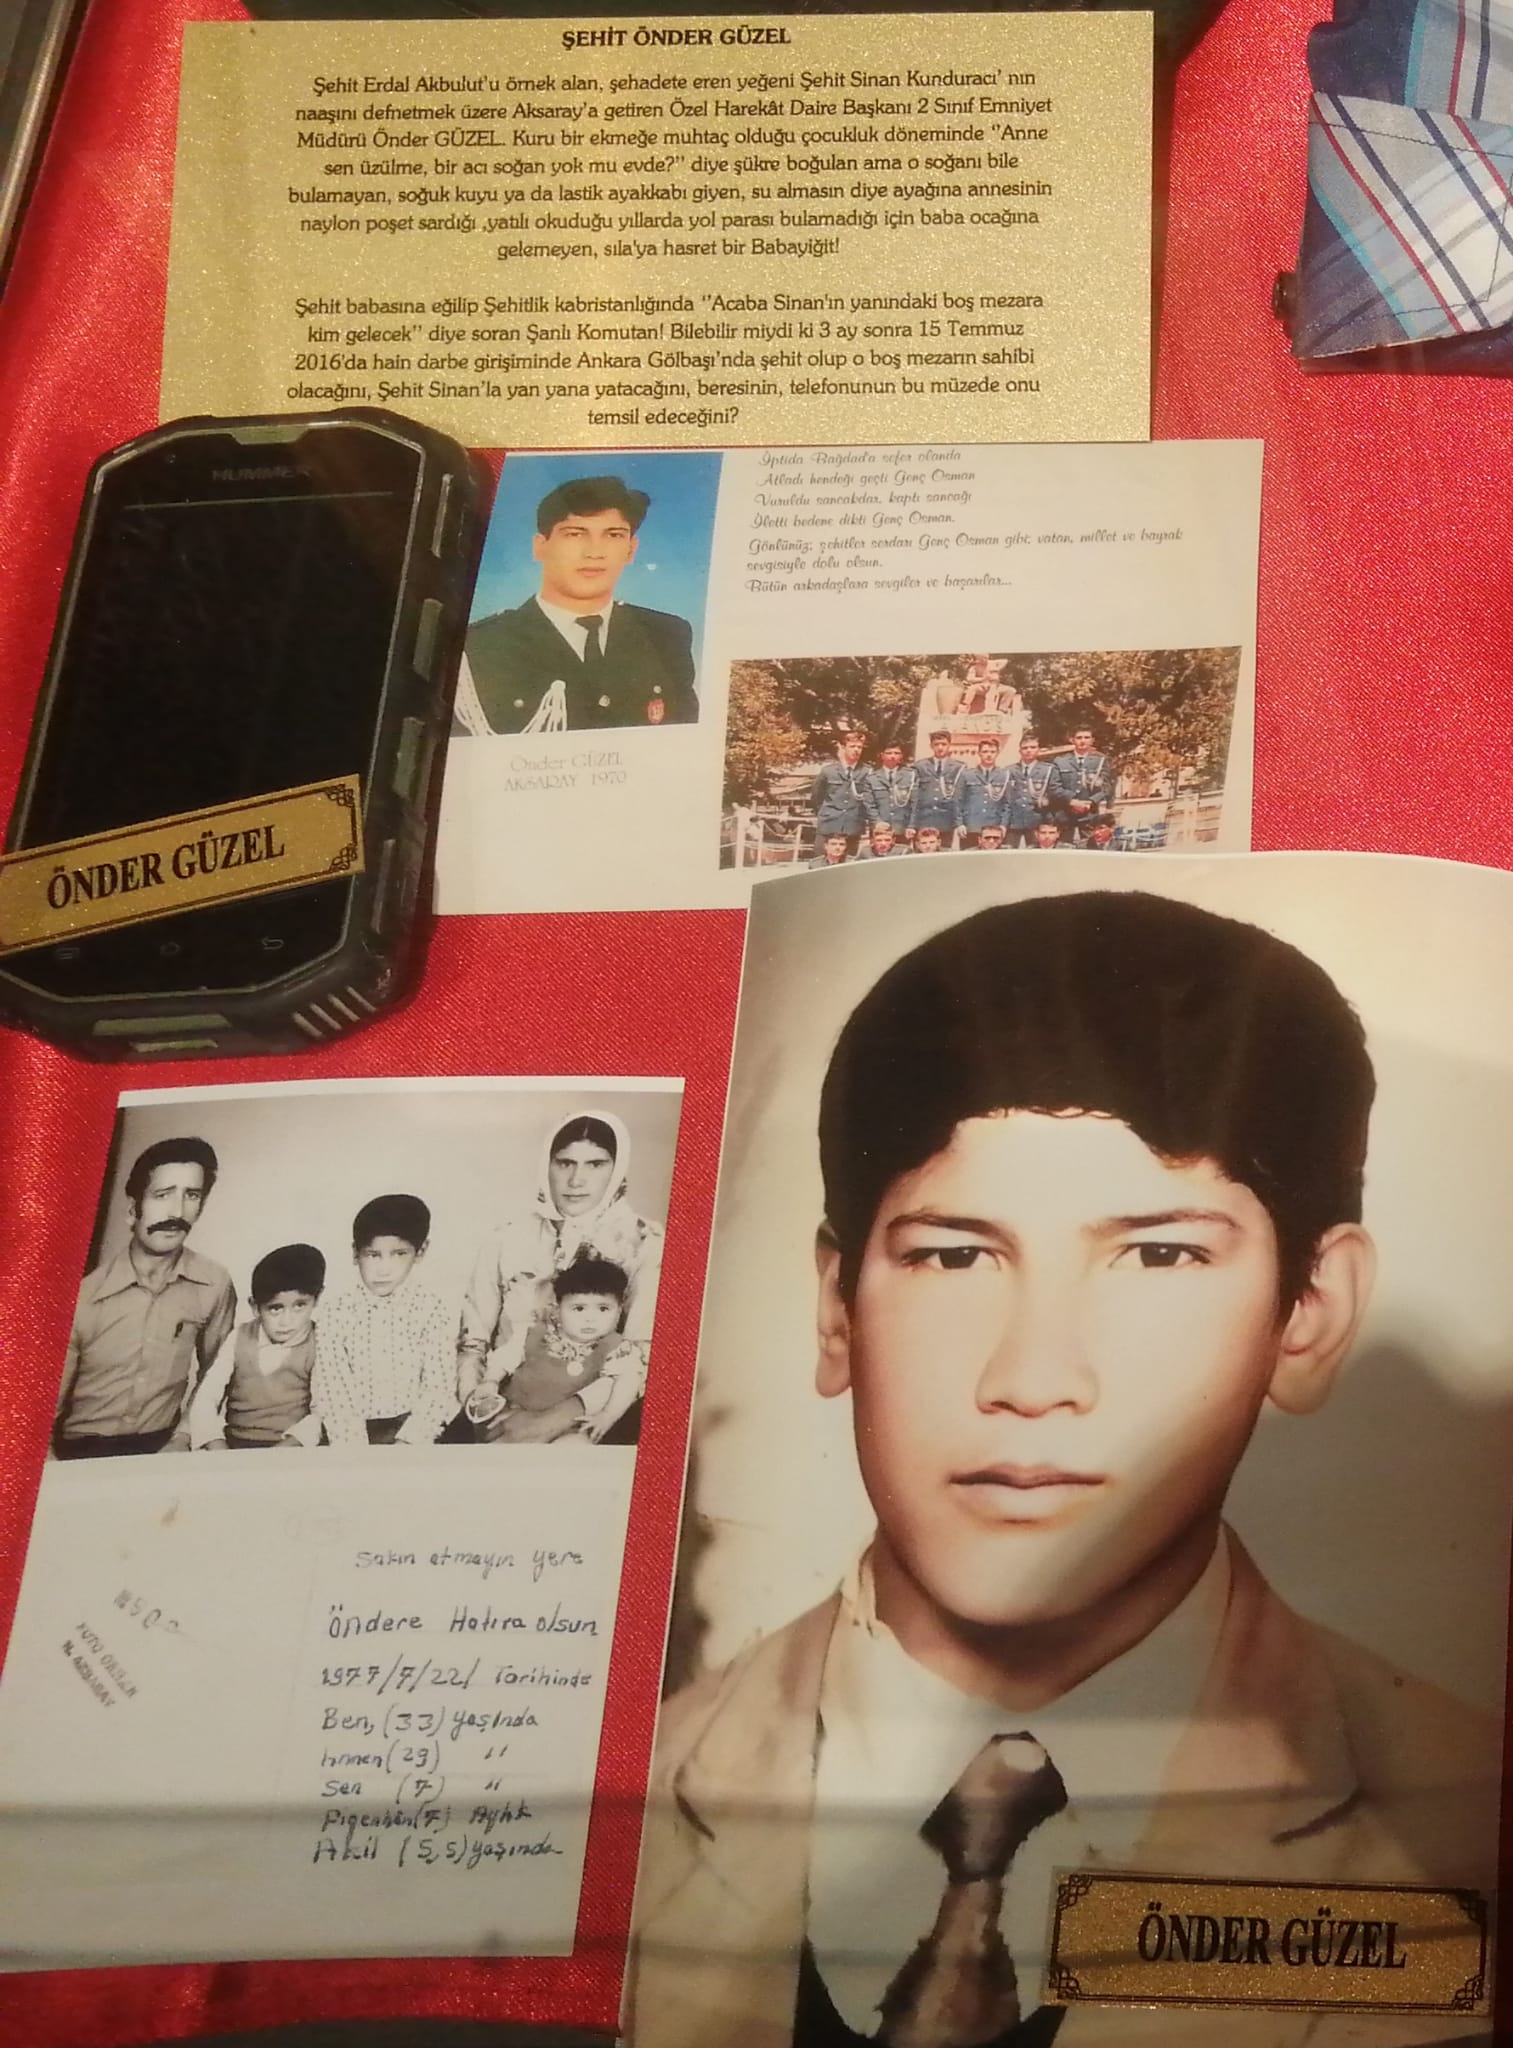 ŞEHİT ÖNDER GÜZEL
Şehit Erdal Akbulut'u örnek alan, şehadete eren yeğeni Şehit Sinan Kunduracı' nın
naaşını defnetmek üzere Aksaray'a getiren Özel Harekât Daire Başkanı 2 Sınıf Emniyet
Müdürü Önder GÜZEL. Kuru bir ekmeğe muhtaç olduğu çocukluk döneminde ''Anne
sen üzülme, bir acı soğan yok mu evde?'' diye şükre boğulan ama o soğanı bile
bulamayan, soğuk kuyu ya da lastik ayakkabı giyen, su almasın diye ayağına annesinin
naylon poşet sardığı ,yatılı okuduğu yıllarda yol parası bulamadığı için baba ocağına
gelemeyen, sıla'ya hasret bir Babayiğit!
Şehit babasına eğilip Şehitlik kabristanlığında ''Acaba Sinan'ın yanındaki boş mezara
kim gelecek'' diye soran Şanlı Komutan! Bilebilir miydi ki 3 ay sonra 15 Temmuz
2016'da hain darbe girişiminde Ankara Gölbaşı'nda şehit olup o boş mezarın sahibi
olacağını, Şehit Sinan'la yan yana yatacağını, beresinin, telefonunun bu müzede onu
temsil edeceğini?
HUMMER
ÖNDER GÜZEL
İptida Bağdad'a sefer olanda
Atladı hendeği geçti Genç Osman
Vuruldu sancakdar, kaptı sancağı
İletti bedene dikti Genç Osman.
Gönlünüz; şehitler serdarı Genç Osman gibi; vatan, millet ve bayrak
sevgisiyle dolu olsun.
Bütün arkadaşlara sevgiler ve başarılar...
Önder GÜZEL
AKSARAY 1970
Sakın atmayın yere
Öndere Hatıra olsun
1977/7/22/ Tarihinde
Ben, (33) yaşında
(29) "
Sen (7) "
(7) Aylık
Akil (5,5) yaşında
FOTO
ÖNDER GÜZEL